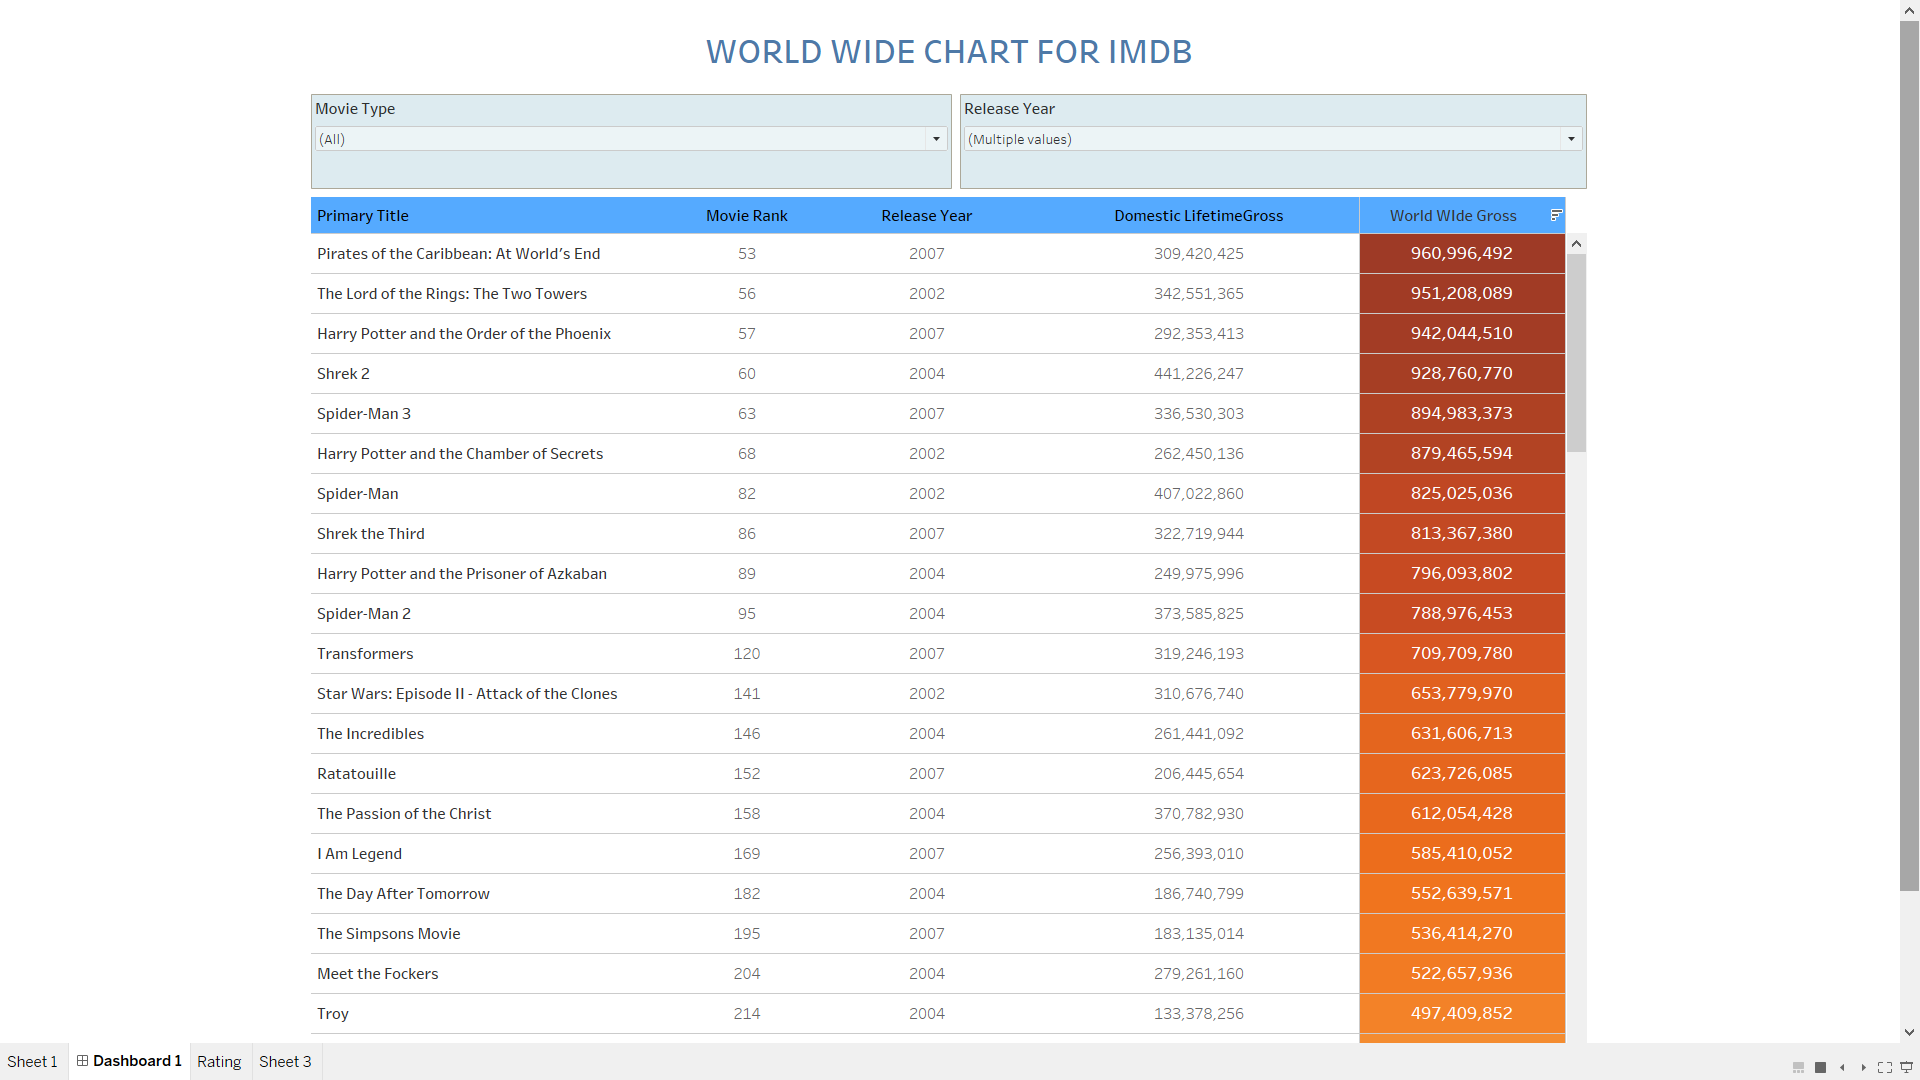 WORLD WIDE CHART FOR IMDB
Movie Type
(All)
Release Year
(Multiple values)
Primary Title Movie Rank Release Year Domestic LifetimeGross World WIde Gross
Pirates of the Caribbean: At World's End 53 2007 309,420,425 960,996,492
The Lord of the Rings: The Two Towers 56 2002 342,551,365 951,208,089
Harry Potter and the Order of the Phoenix 57 2007 292,353,413 942,044,510
Shrek 2 60 2004 441,226,247 928,760,770
Spider-Man 3 63 2007 336,530,303 894,983,373
Harry Potter and the Chamber of Secrets 68 2002 262,450,136 879,465,594
Spider-Man 82 2002 407,022,860 825,025,036
Shrek the Third 86 2007 322,719,944 813,367,380
Harry Potter and the Prisoner of Azkaban 89 2004 249,975,996 796,093,802
Spider-Man 2 95 2004 373,585,825 788,976,453
Transformers 120 2007 319,246,193 709,709,780
Star Wars: Episode II - Attack of the Clones 141 2002 310,676,740 653,779,970
The Incredibles 146 2004 261,441,092 631,606,713
Ratatouille 152 2007 206,445,654 623,726,085
The Passion of the Christ 158 2004 370,782,930 612,054,428
I Am Legend 169 2007 256,393,010 585,410,052
The Day After Tomorrow 182 2004 186,740,799 552,639,571
The Simpsons Movie 195 2007 183,135,014 536,414,270
Meet the Fockers 204 2004 279,261,160 522,657,936
Troy 214 2004 133,378,256 497,409,852
Sheet 1 Dashboard 1 Rating Sheet 3